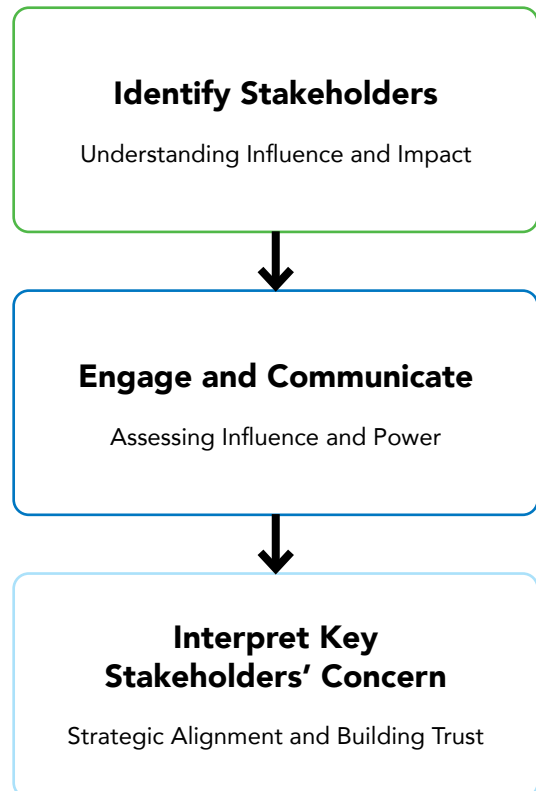 Identify Stakeholders
Understanding Influence and Impact
Engage and Communicate
Assessing Influence and Power
Interpret Key
Stakeholders’ Concern
Strategic Alignment and Building Trust